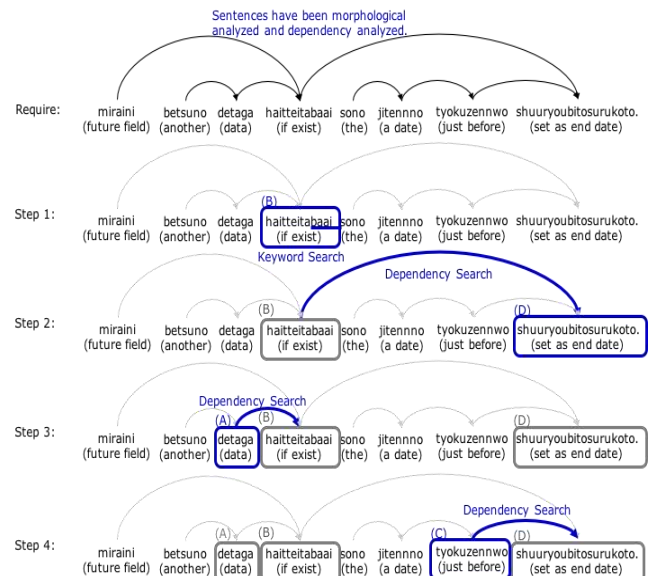 Sentences have been morphological
analyzed and dependency analyzed.
Require: miraini betsuno detaga haitteitabaai sono jitennno tyokuzennwo shuuryoubitosurukoto.
(future field) (another) (data) (if exist) (the) (a date) (just before) (set as end date)
(B)
Step 1: miraini betsuno detaga haitteitabaai sono jitennno tyokuzennwo shuuryoubitosurukoto.
(future field) (another) (data) (if exist) (the) (a date) (just before) (set as end date)
Keyword Search
Dependency Search
(B) (D)
Step 2: miraini betsuno detaga haitteitabaai sono jitennno tyokuzennwo shuuryoubitosurukoto.
(future field) (another) (data) (if exist) (the) (a date) (just before) (set as end date)
Dependency Search
(A) (B) (D)
Step 3: miraini betsuno detaga haitteitabaai sono jitennno tyokuzennwo shuuryoubitosurukoto.
(future field) (another) (data) (if exist) (the) (a date) (just before) (set as end date)
Dependency Search
(A) (B) (C) (D)
Step 4: miraini betsuno detaga haitteitabaai sono jitennno tyokuzennwo shuuryoubitosurukoto.
(future field) (another) (data) (if exist) (the) (a date) (just before) (set as end date)